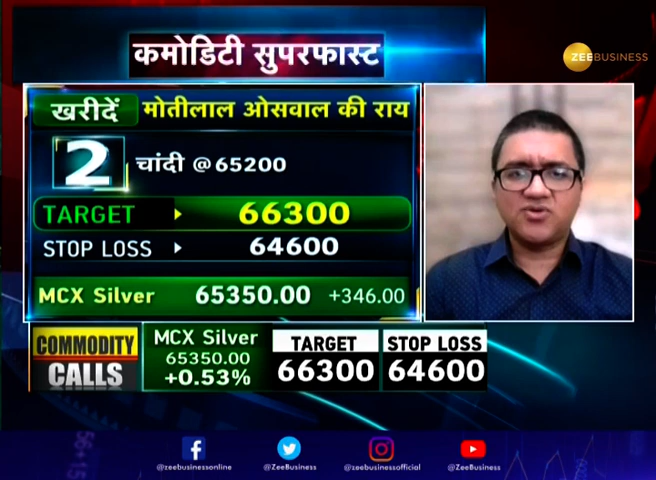 कमोडिटी सुपरफास्ट
ZEEBUSINESS
खरीदें मोतीलाल ओसवाल की राय
2 चांदी @ 65200
TARGET 66300
STOP LOSS 64600
MCX Silver 65350.00 +346.00
COMMODITY CALLS
MCX Silver
65350.00
+0.53%
TARGET
66300
STOP LOSS
64600
@zeebusinessonline
@ZeeBusiness
@zeebusinessofficial
@ZeeBusiness